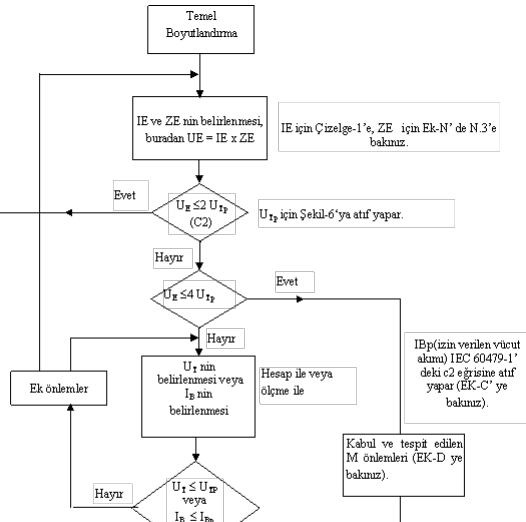 Temel
Boyutlandırma
IE ve ZE nin belirlenmesi,
buradan UE = IE x ZE
IE için Çizelge-1'e, ZE için Ek-N' de N.3'e
bakınız.
Evet
UE ≤2 UTp
(C2)
UTp için Şekil-6'ya atıf yapar.
Hayır
UE ≤4 UTp
Evet
Hayır
IBp(izin verilen vücut
akımı) IEC 60479-1'
deki c2 eğrisine atıf
yapar (EK-C' ye
bakınız).
UT nin
belirlenmesi veya
IB nin
belirlenmesi
Hesap ile veya
ölçme ile
Ek önlemler
Kabul ve tespit edilen
M önlemleri (EK-D ye
bakınız).
Hayır
UT ≤ UTP
veya
IB ≤ IBp